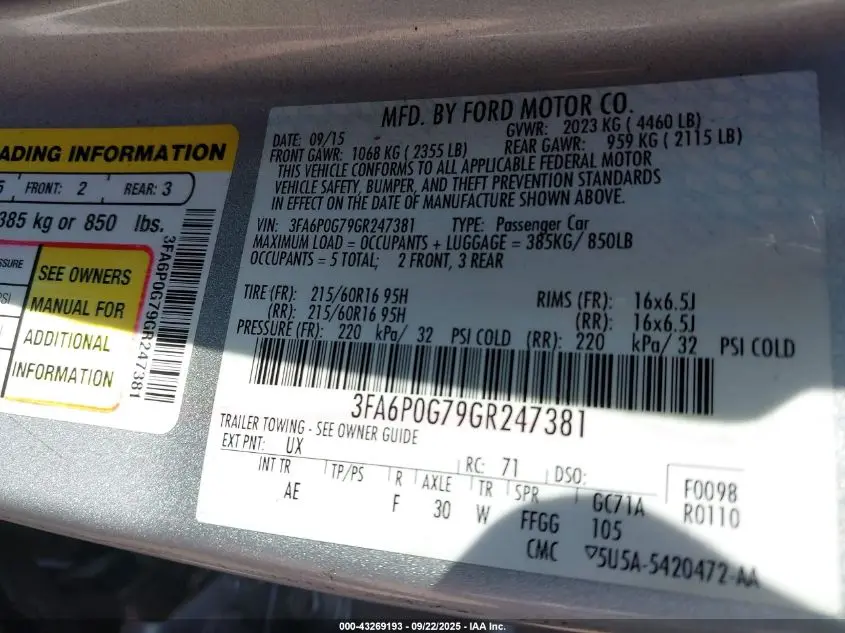 ADING INFORMATION
5 FRONT: 2 REAR: 3
385 kg or 850 lbs.
SSURE
PSI
SEE OWNERS
MANUAL FOR
ADDITIONAL
INFORMATION
3FA6P0G79GR247381
MFD. BY FORD MOTOR CO.
DATE: 09/15 GVWR: 2023 KG ( 4460 LB)
FRONT GAWR: 1068 KG ( 2355 LB) REAR GAWR: 959 KG ( 2115 LB)
THIS VEHICLE CONFORMS TO ALL APPLICABLE FEDERAL MOTOR
VEHICLE SAFETY, BUMPER, AND THEFT PREVENTION STANDARDS
IN EFFECT ON THE DATE OF MANUFACTURE SHOWN ABOVE.
VIN: 3FA6P0G79GR247381 TYPE: Passenger Car
MAXIMUM LOAD = OCCUPANTS + LUGGAGE = 385KG/ 850LB
OCCUPANTS = 5 TOTAL; 2 FRONT, 3 REAR
TIRE (FR): 215/60R16 95H RIMS (FR): 16x6.5J
(RR): 215/60R16 95H (RR): 16x6.5J
PRESSURE (FR): 220 kPa/ 32 PSI COLD (RR): 220 kPa/ 32 PSI COLD
3FA6P0G79GR247381
TRAILER TOWING - SEE OWNER GUIDE
EXT PNT: UX RC: 71 DSO:
INT TR TP/PS R AXLE TR SPR GC71A F0098
AE F 30 W FFGG 105 R0110
CMC 5U5A-5420472-AA
000-43269193 - 09/22/2025 - IAA Inc.